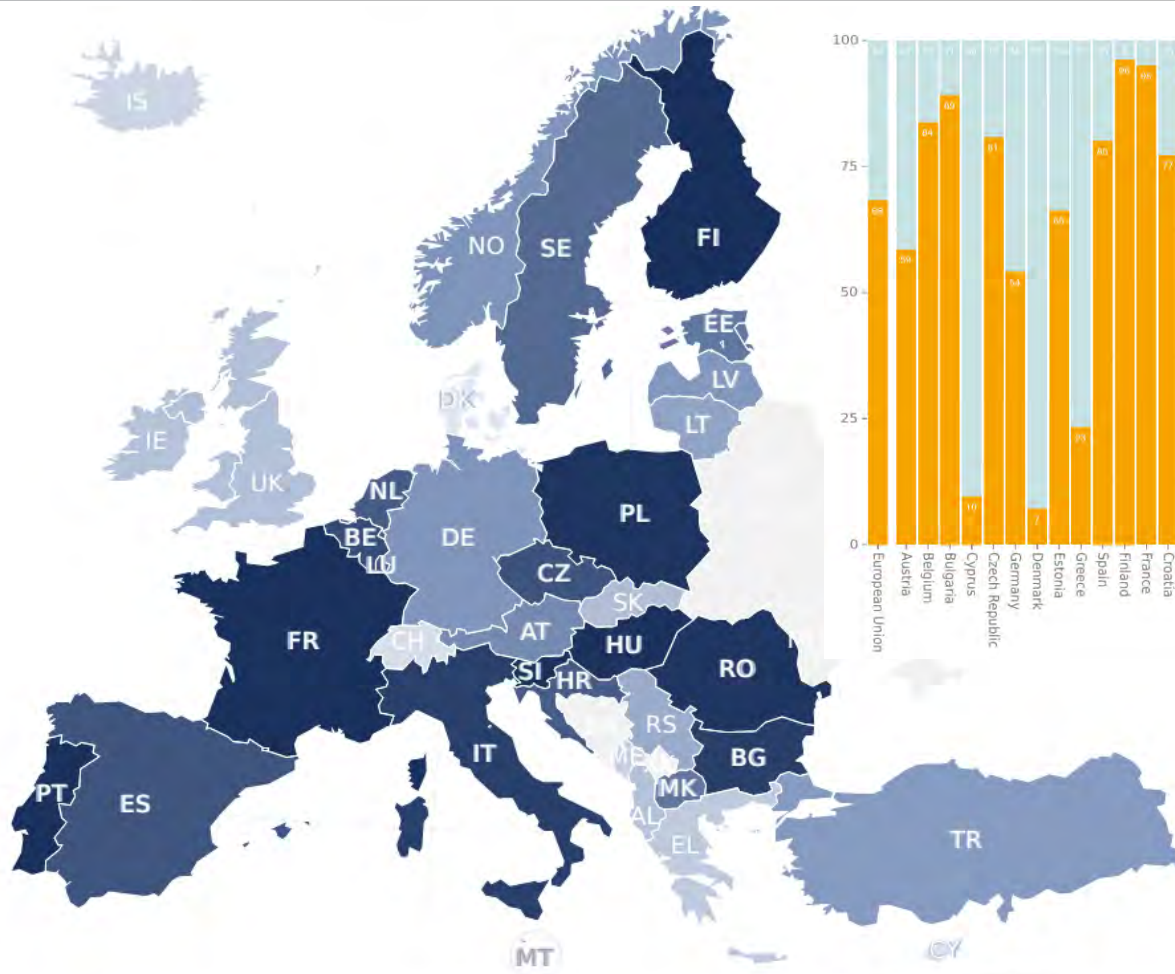 IS
NO
SE
FI
EE
LV
LT
DK
IE
UK
NL
BE
LU
DE
PL
CZ
SK
FR
CH
AT
HU
SI
HR
RO
IT
RS
BG
ME
MK
PT
ES
AL
EL
TR
MT
CY
100
75
50
25
0
68
59
84
89
10
81
54
7
66
23
80
96
95
77
European Union
Austria
Belgium
Bulgaria
Cyprus
Czech Republic
Germany
Denmark
Estonia
Greece
Spain
Finland
France
Croatia